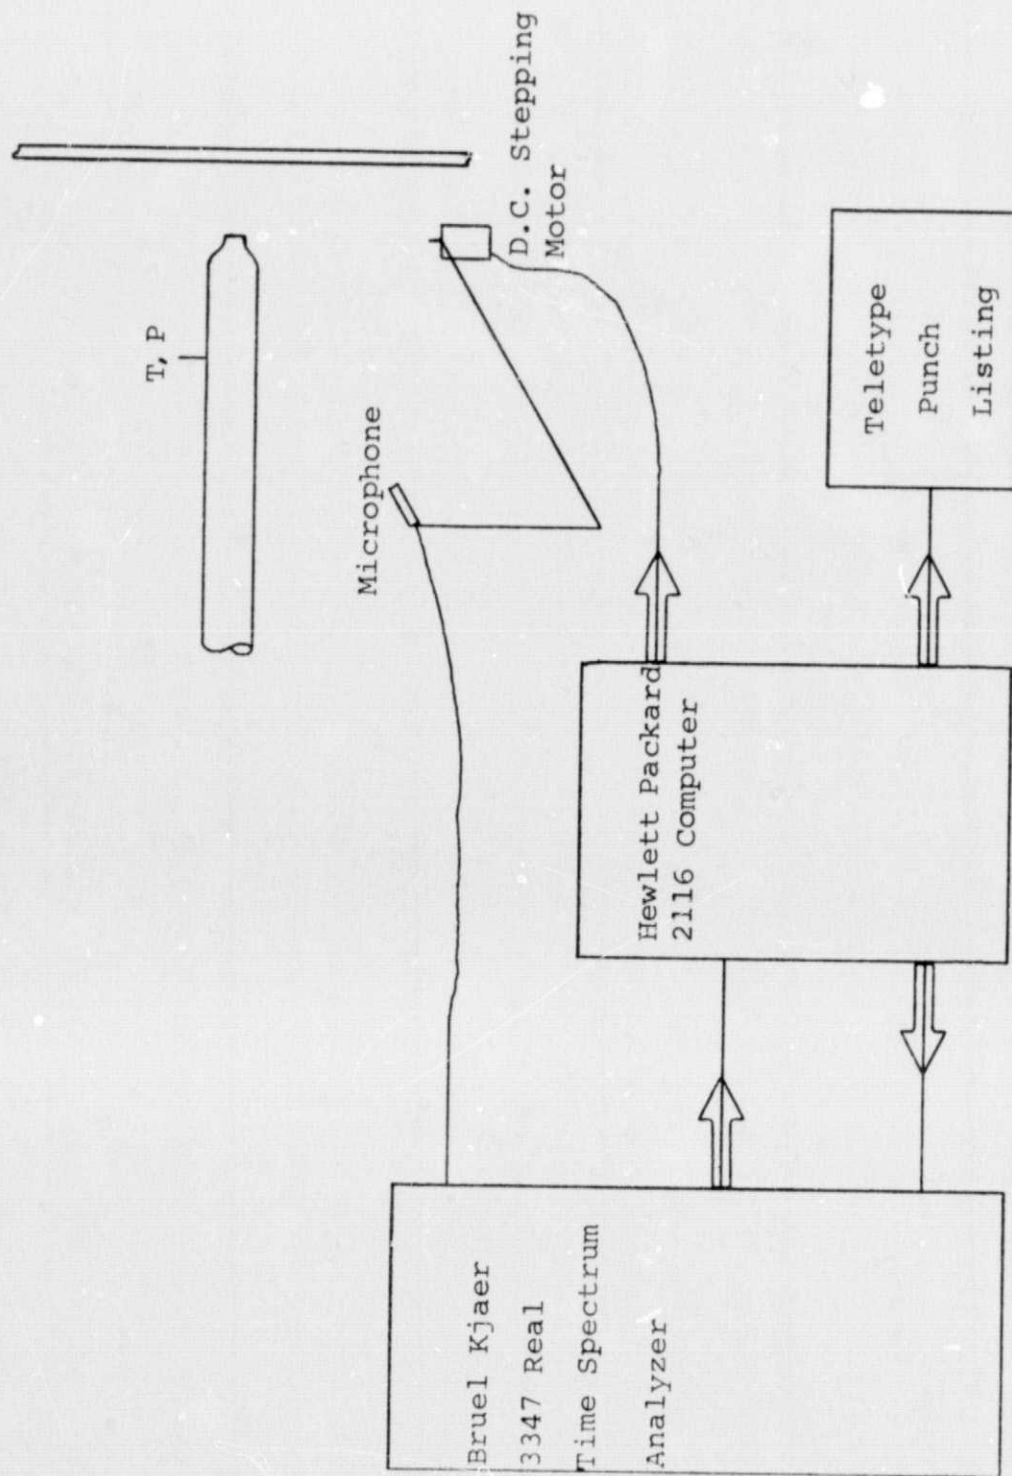 T, P
Microphone
D.C. Stepping
Motor
Bruel Kjaer
3347 Real
Time Spectrum
Analyzer
Hewlett Packard
2116 Computer
Teletype
Punch
Listing